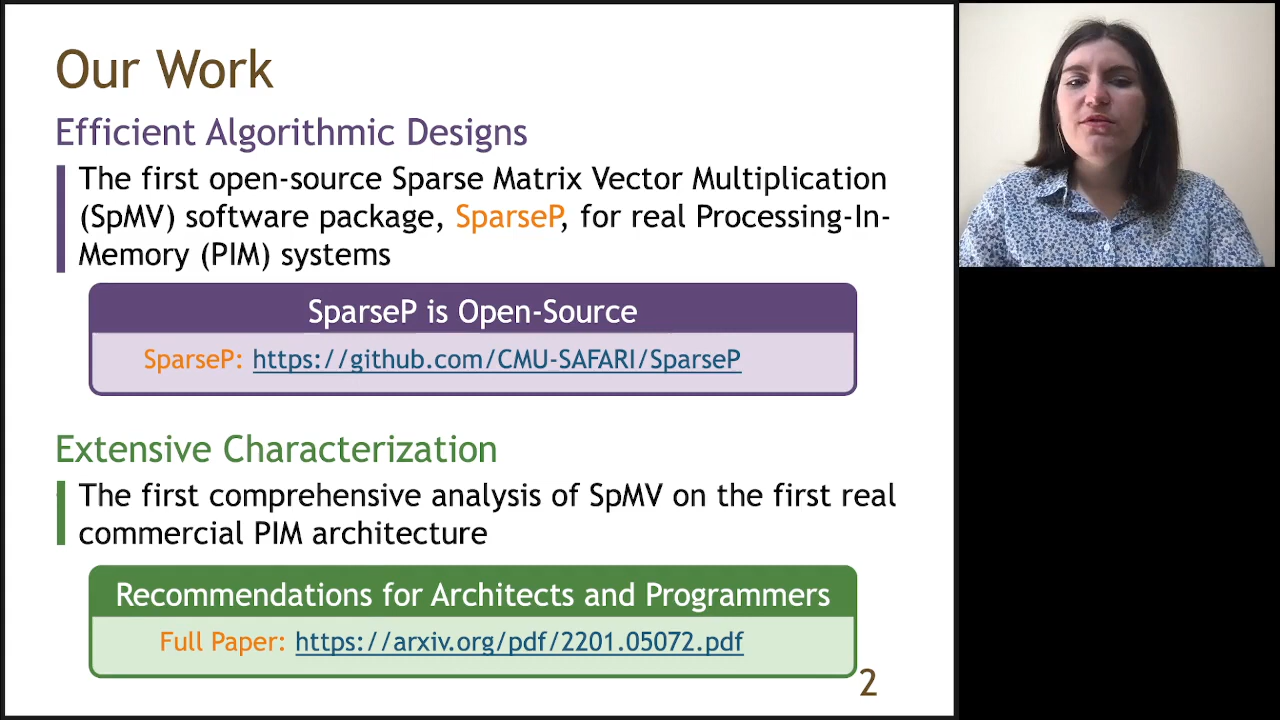 Our Work
Efficient Algorithmic Designs
The first open-source Sparse Matrix Vector Multiplication
(SpMV) software package, SparseP, for real Processing-In-
Memory (PIM) systems
SparseP is Open-Source
SparseP: https://github.com/CMU-SAFARI/SparseP
Extensive Characterization
The first comprehensive analysis of SpMV on the first real
commercial PIM architecture
Recommendations for Architects and Programmers
Full Paper: https://arxiv.org/pdf/2201.05072.pdf
2